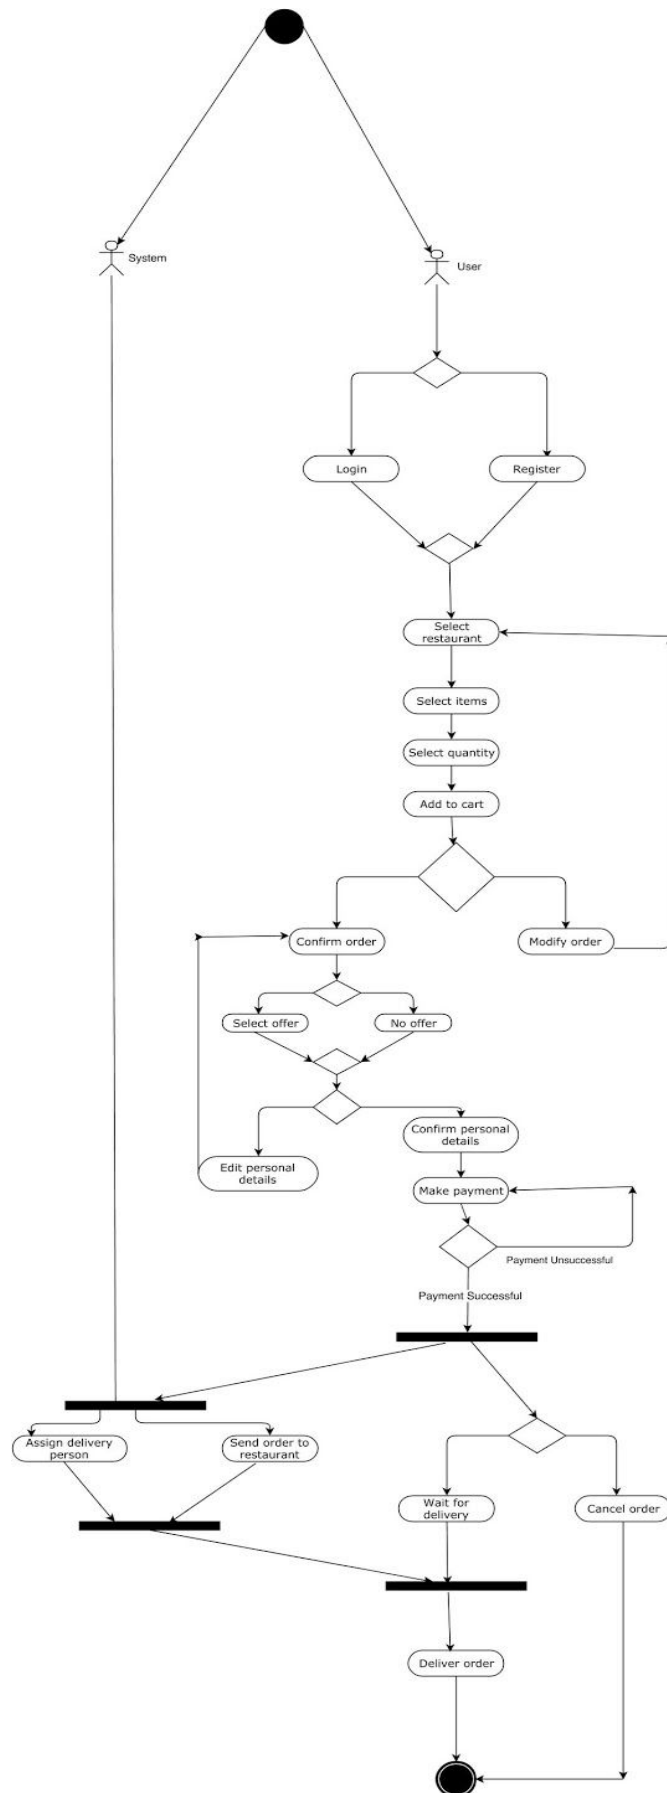 System
User
Login
Register
Select
restaurant
Select items
Select quantity
Add to cart
Confirm order
Modify order
Select offer
No offer
Confirm personal
details
Edit personal
details
Make payment
Payment Unsuccessful
Payment Successful
Assign delivery
person
Send order to
restaurant
Wait for
delivery
Cancel order
Deliver order